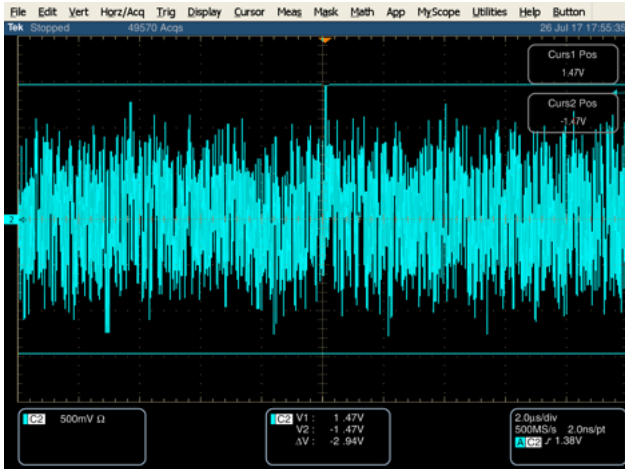 File Edit Vert Horz/Acq Trig Display Cursor Meas Mask Math App MyScope Utilities Help Button
Tek Stopped 49570 Acqs 26 Jul 17 17:55:35
Curs1 Pos
1.47V
Curs2 Pos
-1.47V
2
C2 500mV Ω
C2 V1 : 1 .47V
V2 : -1 .47V
ΔV : -2 .94V
2.0µs/div
500MS/s 2.0ns/pt
A C2 ƒ 1.38V